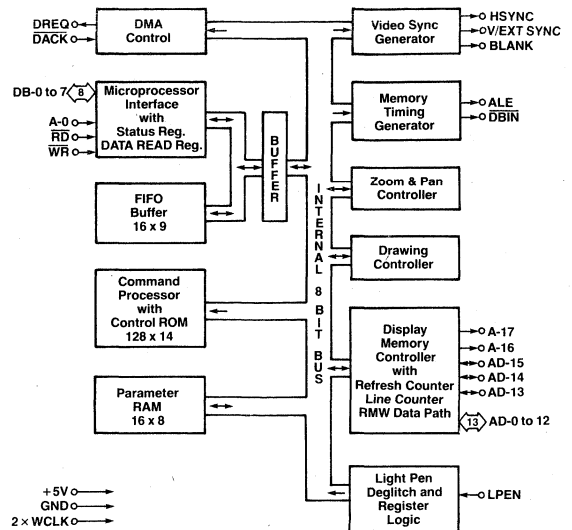 DREQ
DACK
DMA
Control
DB-0 to 7
8
A-0
RD
WR
Microprocessor
Interface
with
Status Reg.
DATA READ Reg.
FIFO
Buffer
16 x 9
BUFFER
Command
Processor
with
Control ROM
128 x 14
Parameter
RAM
16 x 8
+5V
GND
2 × WCLK
INTERNAL 8 BIT BUS
Video Sync
Generator
HSYNC
V/EXT SYNC
BLANK
Memory
Timing
Generator
ALE
DBIN
Zoom & Pan
Controller
Drawing
Controller
Display
Memory
Controller
with
Refresh Counter
Line Counter
RMW Data Path
A-17
A-16
AD-15
AD-14
AD-13
13
AD-0 to 12
Light Pen
Deglitch and
Register
Logic
LPEN